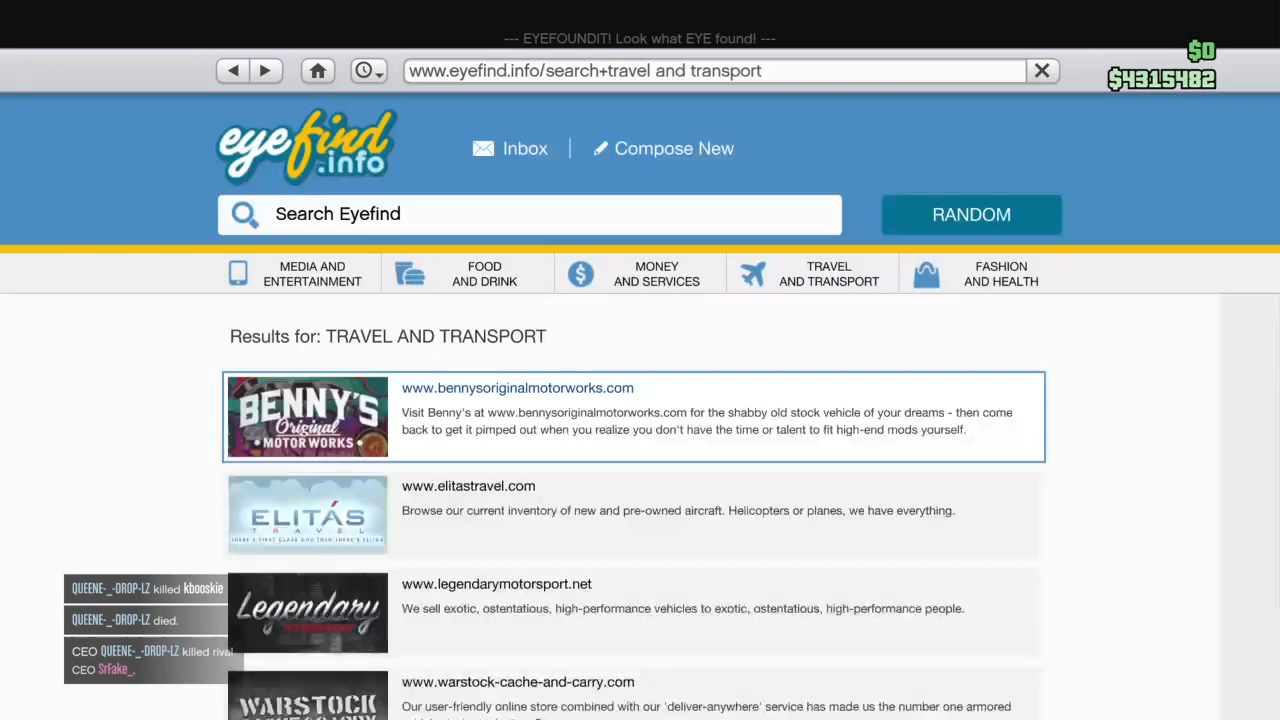 --- EYEFOUNDIT! Look what EYE found! ---
$0
www.eyefind.info/search+travel and transport
$4315482
eyefind
.info
Inbox
Compose New
Search Eyefind
RANDOM
MEDIA AND
ENTERTAINMENT
FOOD
AND DRINK
MONEY
AND SERVICES
TRAVEL
AND TRANSPORT
FASHION
AND HEALTH
Results for: TRAVEL AND TRANSPORT
BENNY'S
Original
MOTOR WORKS
www.bennysoriginalmotorworks.com
Visit Benny's at www.bennysoriginalmotorworks.com for the shabby old stock vehicle of your dreams - then come
back to get it pimped out when you realize you don't have the time or talent to fit high-end mods yourself.
ELITÁS
TRAVEL
THERE'S FIRST CLASS AND THEN THERE'S ELITÁS
www.elitastravel.com
Browse our current inventory of new and pre-owned aircraft. Helicopters or planes, we have everything.
Legendary
www.legendarymotorsport.net
We sell exotic, ostentatious, high-performance vehicles to exotic, ostentatious, high-performance people.
QUEENE-_-DROP-LZ killed kbooskie
QUEENE-_-DROP-LZ died.
CEO QUEENE-_-DROP-LZ killed rival
CEO SrFake_.
WARSTOCK
www.warstock-cache-and-carry.com
Our user-friendly online store combined with our 'deliver-anywhere' service has made us the number one armored